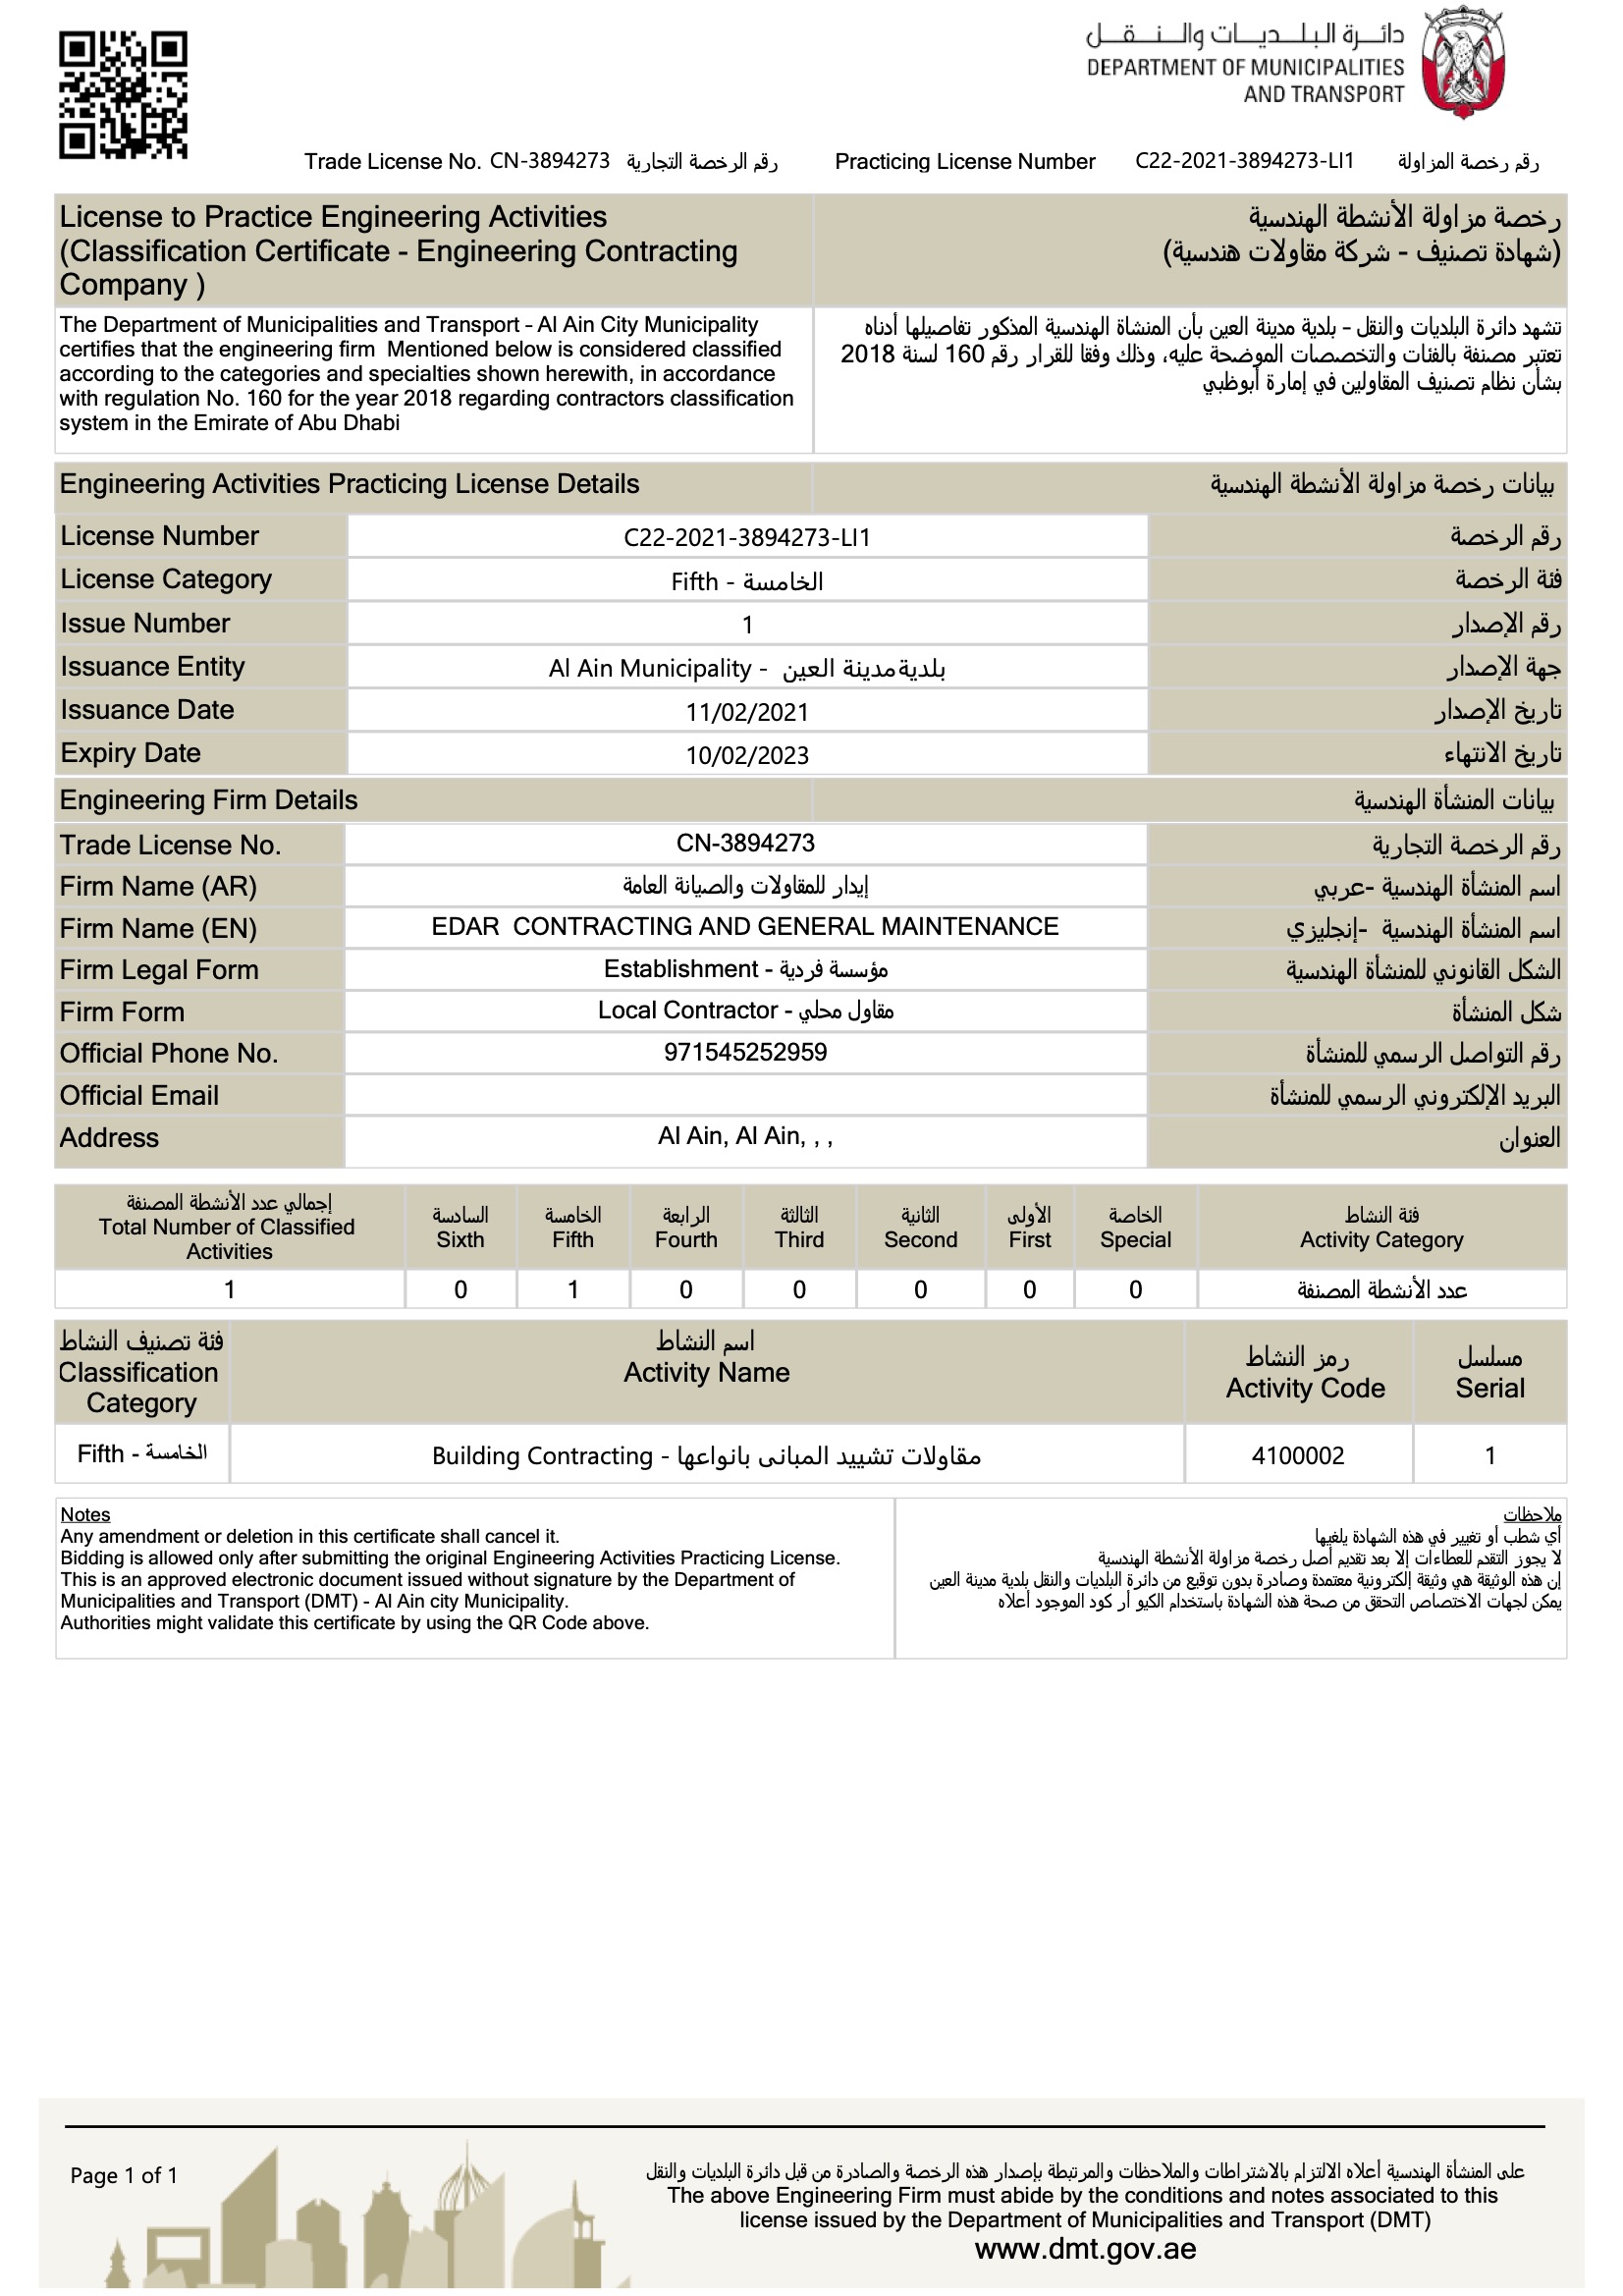 دائرة البلديات والنقل
DEPARTMENT OF MUNICIPALITIES
AND TRANSPORT
Trade License No. CN-3894273 رقم الرخصة التجارية Practicing License Number C22-2021-3894273-LI1 رقم رخصة المزاولة
License to Practice Engineering Activities
(Classification Certificate - Engineering Contracting
Company )
رخصة مزاولة الأنشطة الهندسية
(شهادة تصنيف - شركة مقاولات هندسية)
The Department of Municipalities and Transport – Al Ain City Municipality
certifies that the engineering firm  Mentioned below is considered classified
according to the categories and specialties shown herewith, in accordance
with regulation No. 160 for the year 2018 regarding contractors classification
system in the Emirate of Abu Dhabi
تشهد دائرة البلديات والنقل – بلدية مدينة العين بأن المنشاة الهندسية المذكور تفاصيلها أدناه
تعتبر مصنفة بالفئات والتخصصات الموضحة عليه، وذلك وفقا للقرار رقم 160 لسنة 2018
بشأن نظام تصنيف المقاولين في إمارة أبوظبي
Engineering Activities Practicing License Details بيانات رخصة مزاولة الأنشطة الهندسية
License Number C22-2021-3894273-LI1 رقم الرخصة
License Category Fifth - الخامسة فئة الرخصة
Issue Number 1 رقم الإصدار
Issuance Entity Al Ain Municipality - بلدية مدينة العين جهة الإصدار
Issuance Date 11/02/2021 تاريخ الإصدار
Expiry Date 10/02/2023 تاريخ الانتهاء
Engineering Firm Details بيانات المنشأة الهندسية
Trade License No. CN-3894273 رقم الرخصة التجارية
Firm Name (AR) إيدار للمقاولات والصيانة العامة اسم المنشأة الهندسية -عربي
Firm Name (EN) EDAR  CONTRACTING AND GENERAL MAINTENANCE اسم المنشأة الهندسية -إنجليزي
Firm Legal Form Establishment - مؤسسة فردية الشكل القانوني للمنشأة الهندسية
Firm Form Local Contractor - مقاول محلي شكل المنشأة
Official Phone No. 971545252959 رقم التواصل الرسمي للمنشأة
Official Email البريد الإلكتروني الرسمي للمنشأة
Address Al Ain, Al Ain, , , العنوان
إجمالي عدد الأنشطة المصنفة السادسة الخامسة الرابعة الثالثة الثانية الأولى الخاصة فئة النشاط
Total Number of Classified Activities Sixth Fifth Fourth Third Second First Special Activity Category
1 0 1 0 0 0 0 0 عدد الأنشطة المصنفة
فئة تصنيف النشاط اسم النشاط رمز النشاط مسلسل
Classification Category Activity Name Activity Code Serial
Fifth - الخامسة Building Contracting - مقاولات تشييد المبانى بانواعها 4100002 1
Notes
Any amendment or deletion in this certificate shall cancel it.
Bidding is allowed only after submitting the original Engineering Activities Practicing License.
This is an approved electronic document issued without signature by the Department of
Municipalities and Transport (DMT) - Al Ain city Municipality.
Authorities might validate this certificate by using the QR Code above.
ملاحظات
أي شطب أو تغيير في هذه الشهادة يلغيها
لا يجوز التقدم للعطاءات إلا بعد تقديم أصل رخصة مزاولة الأنشطة الهندسية
إن هذه الوثيقة هي وثيقة إلكترونية معتمدة وصادرة بدون توقيع من دائرة البلديات والنقل بلدية مدينة العين
يمكن لجهات الاختصاص التحقق من صحة هذه الشهادة باستخدام الكيو أر كود الموجود أعلاه
Page 1 of 1
على المنشأة الهندسية أعلاه الالتزام بالاشتراطات والملاحظات والمرتبطة بإصدار هذه الرخصة والصادرة من قبل دائرة البلديات والنقل
The above Engineering Firm must abide by the conditions and notes associated to this
license issued by the Department of Municipalities and Transport (DMT)
www.dmt.gov.ae